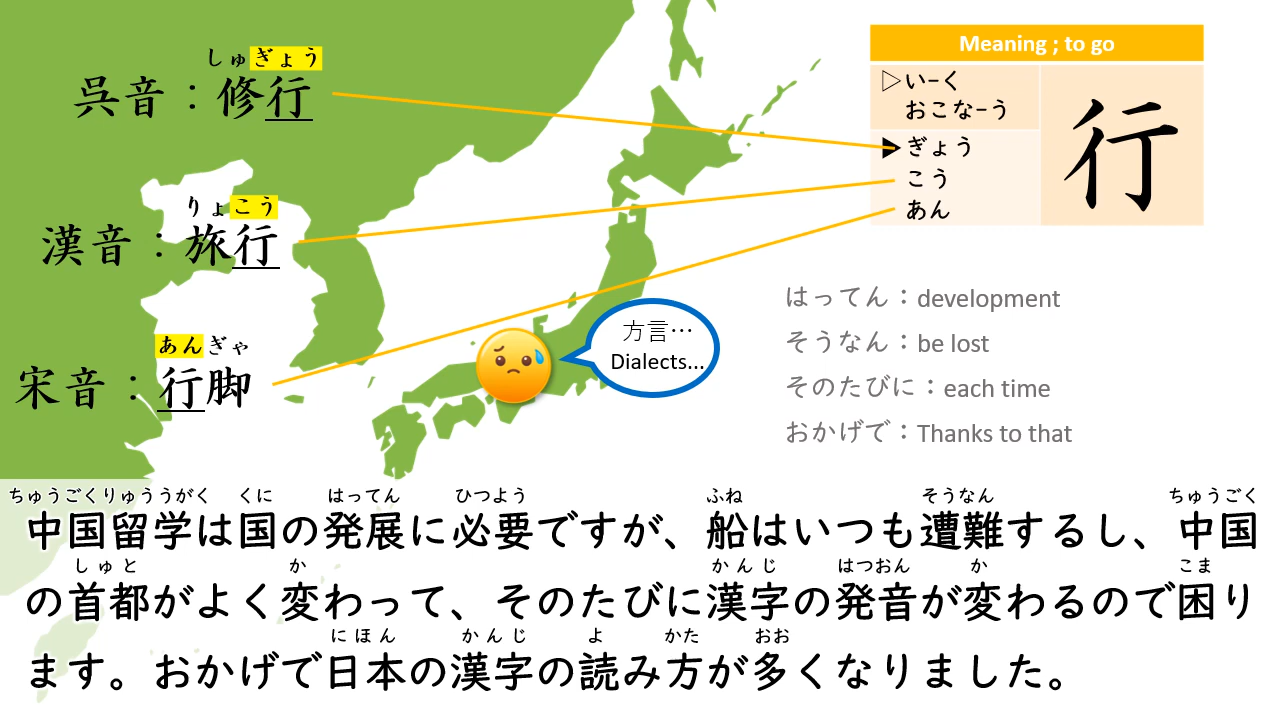 しゅぎょう
呉音：修行
りょこう
漢音：旅行
あんぎゃ
宋音：行脚
Meaning ; to go
▷い-く
おこな-う
▶ぎょう
こう
あん
行
方言…
Dialects...
はってん：development
そうなん：be lost
そのたびに：each time
おかげで：Thanks to that
ちゅうごくりゅううがく くに はってん ひつよう ふね そうなん ちゅうごく
中国留学は国の発展に必要ですが、船はいつも遭難するし、中国
しゅと か かんじ はつおん か こま
の首都がよく変わって、そのたびに漢字の発音が変わるので困り
にほん かんじ よ かた おお
ます。おかげで日本の漢字の読み方が多くなりました。